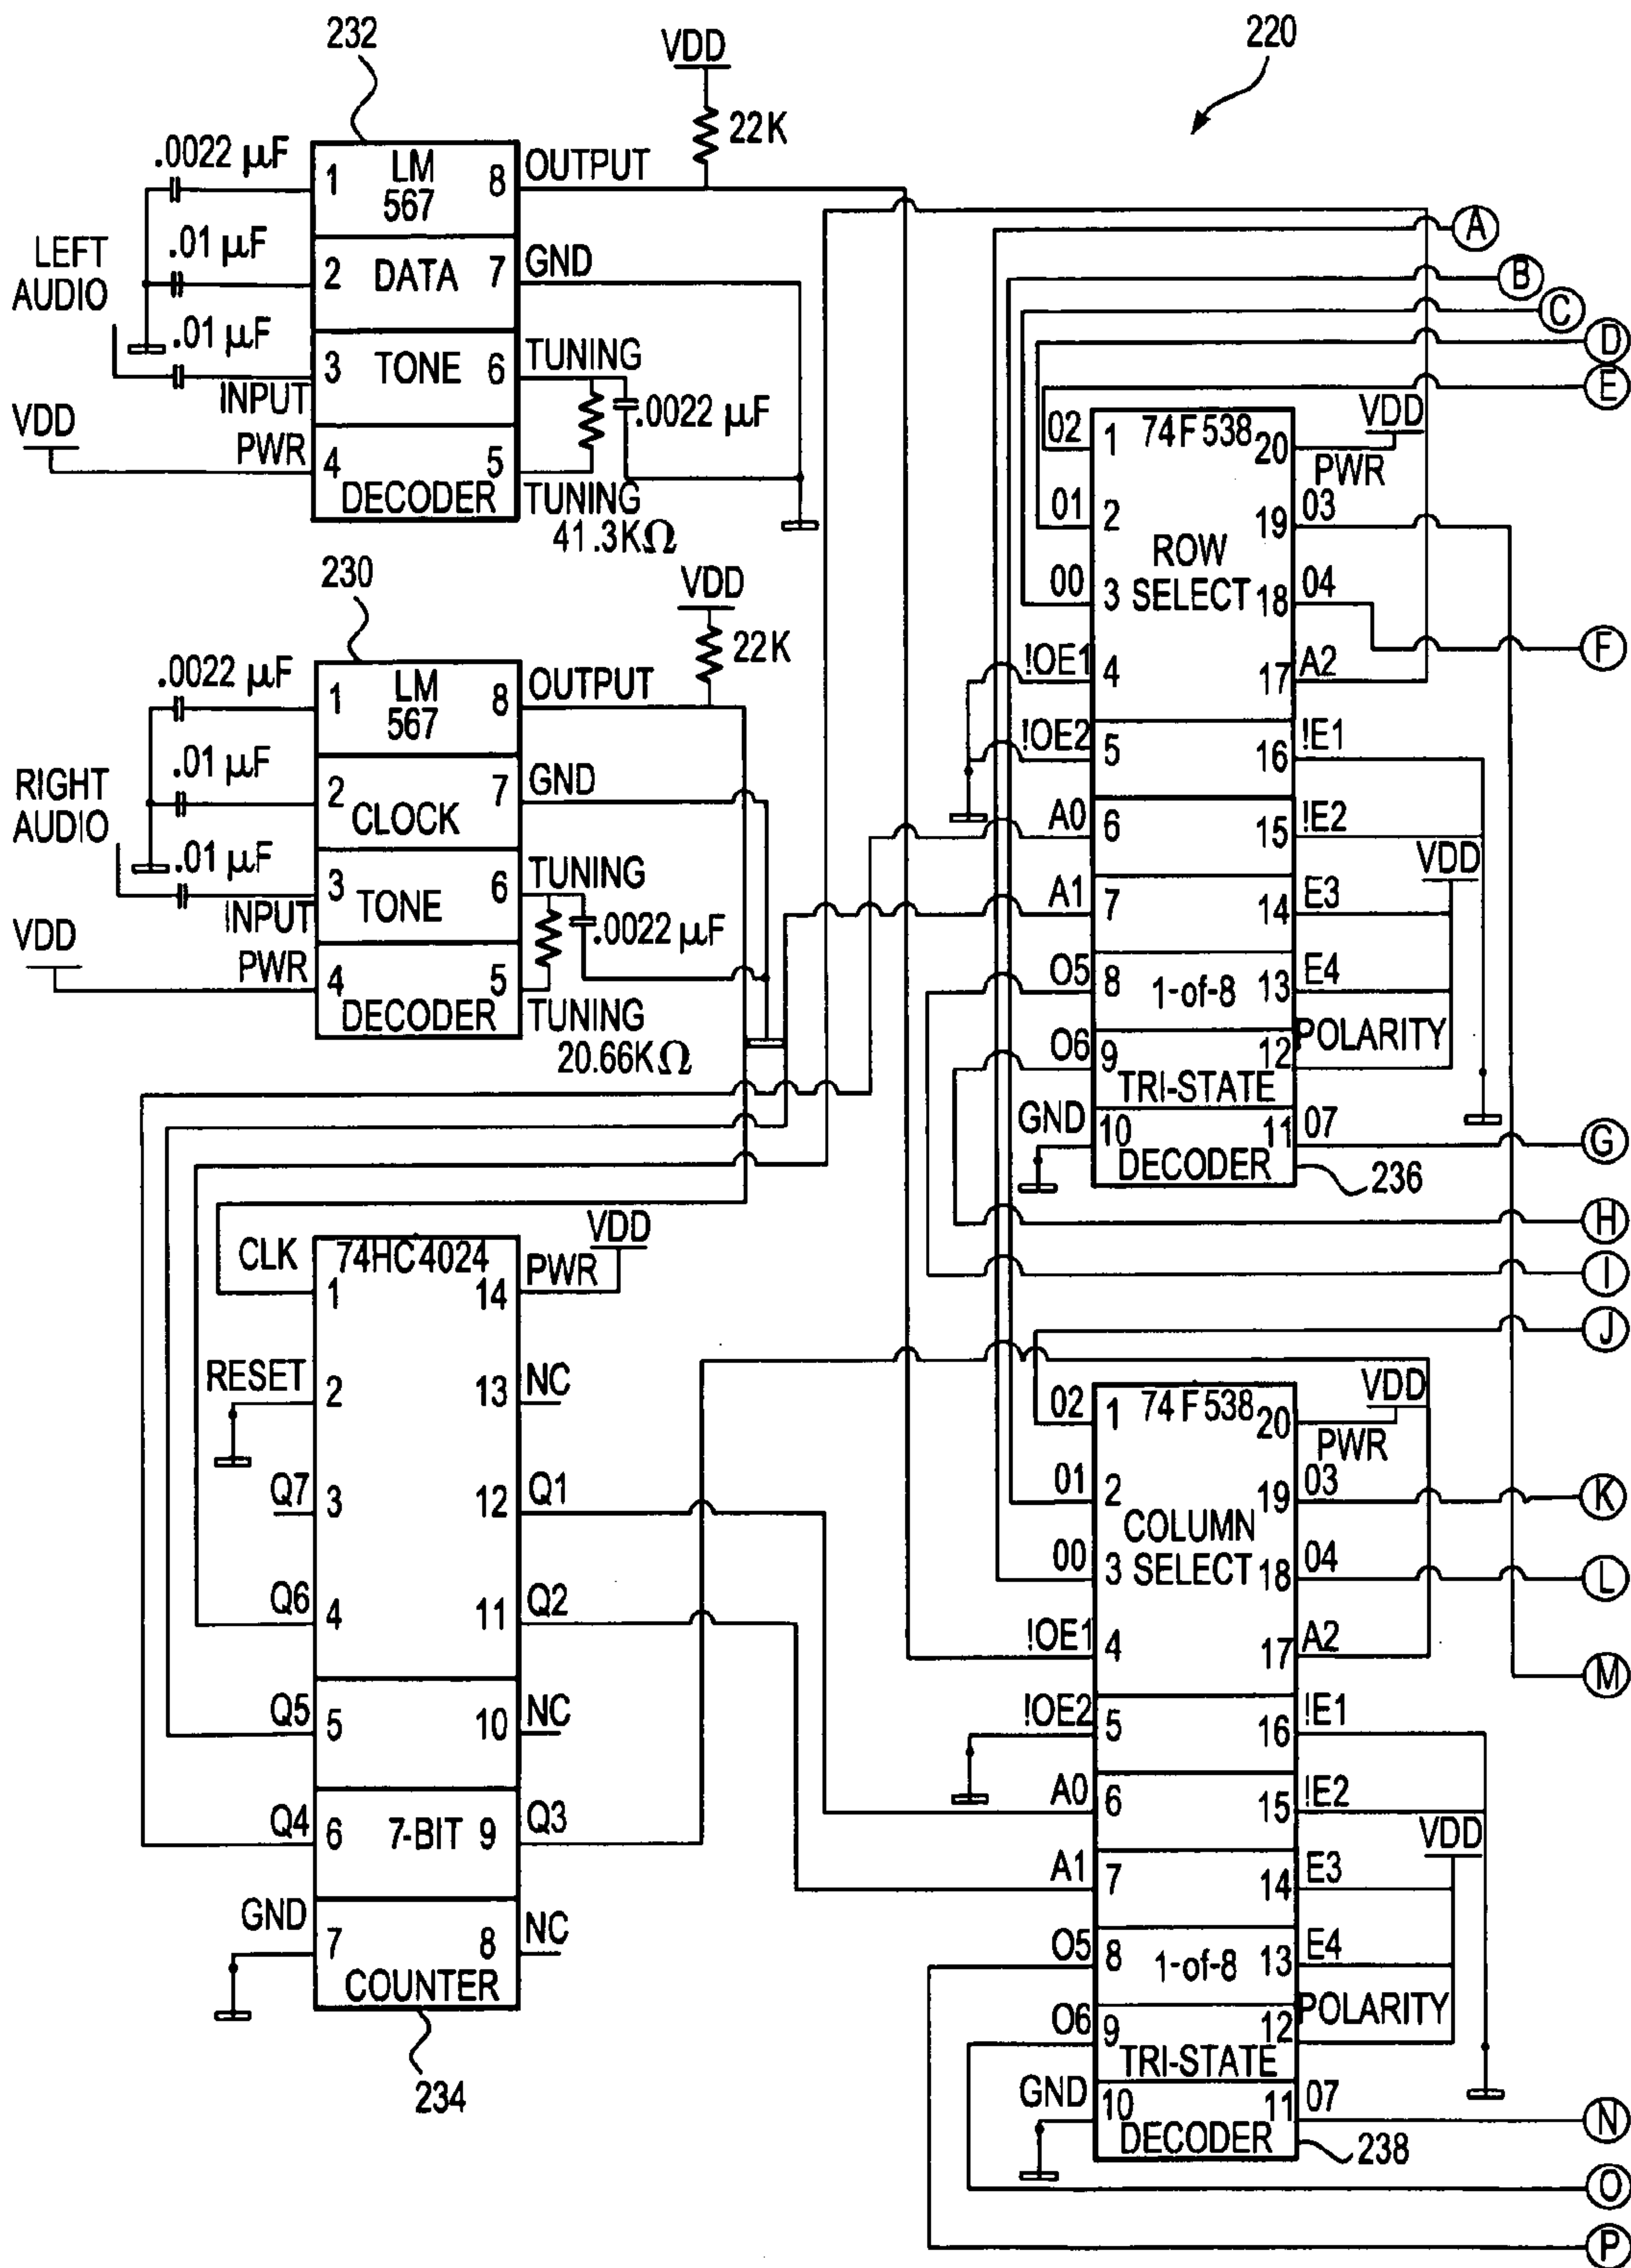 220
232
VDD
22K
.0022 µF
1
LM
567
8
OUTPUT
LEFT
AUDIO
.01 µF
2
DATA
7
GND
.01 µF
3
TONE
6
TUNING
INPUT
.0022 µF
VDD
PWR
4
5
DECODER
TUNING
41.3KΩ
230
VDD
22K
.0022 µF
1
LM
567
8
OUTPUT
RIGHT
AUDIO
.01 µF
2
CLOCK
7
GND
.01 µF
3
TONE
6
TUNING
INPUT
.0022 µF
VDD
PWR
4
5
DECODER
TUNING
20.66KΩ
CLK
74HC4024
VDD
1
14
PWR
RESET
2
13
NC
Q7
3
12
Q1
Q6
4
11
Q2
Q5
5
10
NC
Q4
6
7-BIT
9
Q3
GND
7
8
NC
COUNTER
234
A
B
C
D
E
02
1
74F538
20
VDD
PWR
01
2
19
03
ROW
SELECT
00
3
18
04
F
!OE1
4
17
A2
!OE2
5
16
!E1
A0
6
15
!E2
VDD
A1
7
14
E3
O5
8
1-of-8
13
E4
O6
9
12
POLARITY
TRI-STATE
GND
10
11
07
G
DECODER
236
H
I
J
02
1
74F538
20
VDD
PWR
01
2
19
03
K
COLUMN
SELECT
00
3
18
04
L
!OE1
4
17
A2
M
!OE2
5
16
!E1
A0
6
15
!E2
VDD
A1
7
14
E3
O5
8
1-of-8
13
E4
O6
9
12
POLARITY
TRI-STATE
GND
10
11
07
N
DECODER
238
O
P